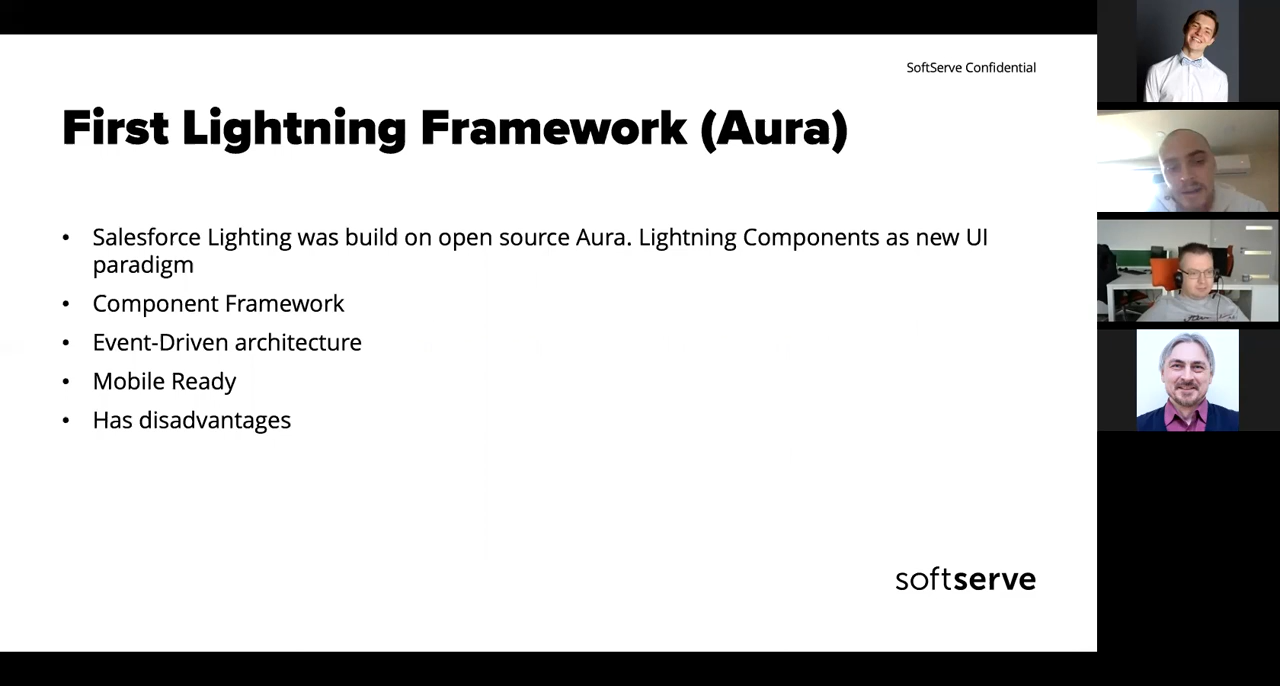 SoftServe Confidential
First Lightning Framework (Aura)
• Salesforce Lighting was build on open source Aura. Lightning Components as new UI
paradigm
• Component Framework
• Event-Driven architecture
• Mobile Ready
• Has disadvantages
softserve